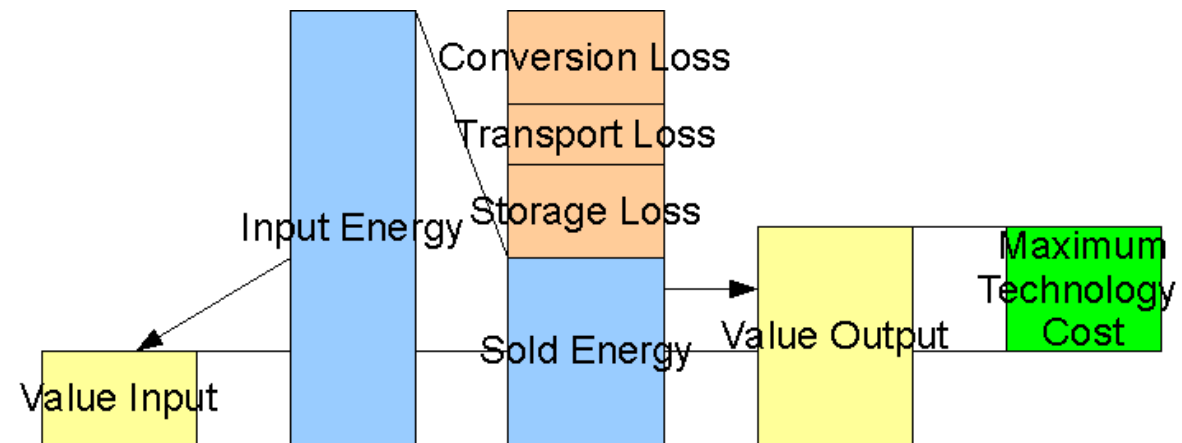 Conversion Loss
Transport Loss
Storage Loss
Input Energy
Maximum
Technology
Cost
Value Output
Sold Energy
Value Input